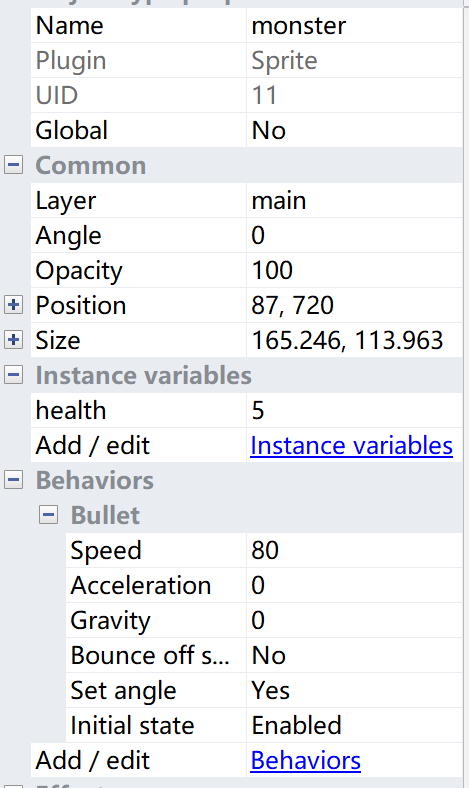 Name monster
Plugin Sprite
UID 11
Global No
Common
Layer main
Angle 0
Opacity 100
Position 87, 720
Size 165.246, 113.963
Instance variables
health 5
Add / edit Instance variables
Behaviors
Bullet
Speed 80
Acceleration 0
Gravity 0
Bounce off s...  No
Set angle Yes
Initial state Enabled
Add / edit Behaviors